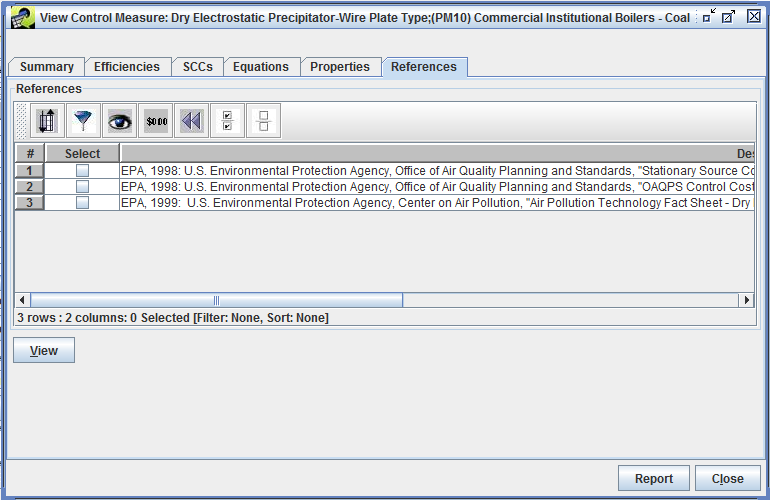 View Control Measure: Dry Electrostatic Precipitator-Wire Plate Type;(PM10) Commercial Institutional Boilers - Coal
Summary Efficiencies SCCs Equations Properties References
References
$0.00
# Select Des
1 EPA, 1998: U.S. Environmental Protection Agency, Office of Air Quality Planning and Standards, "Stationary Source Co
2 EPA, 1998: U.S. Environmental Protection Agency, Office of Air Quality Planning and Standards, "OAQPS Control Cost
3 EPA, 1999:  U.S. Environmental Protection Agency, Center on Air Pollution, "Air Pollution Technology Fact Sheet - Dry
3 rows : 2 columns: 0 Selected [Filter: None, Sort: None]
View
Report Close